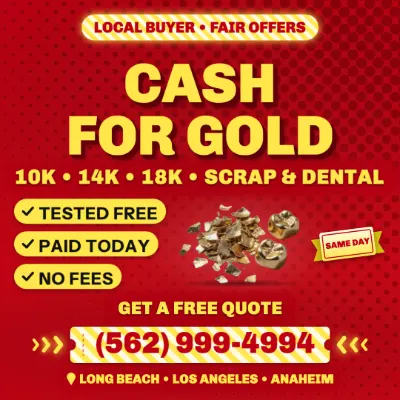 LOCAL BUYER • FAIR OFFERS
CASH
FOR GOLD
10K • 14K • 18K • SCRAP & DENTAL
✓ TESTED FREE
✓ PAID TODAY
✓ NO FEES
SAME DAY
GET A FREE QUOTE
(562) 999-4994
LONG BEACH • LOS ANGELES • ANAHEIM